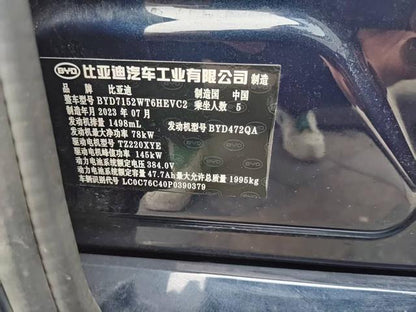 BYD 比亚迪汽车工业有限公司 制造
品 牌 比亚迪 制造国 中国
整车型号 BYD7152WT6HEVC2 乘坐人数 5
制造年月 2023 年 07 月
发动机排量 1498mL 发动机型号 BYD472QA
发动机最大净功率 78kW
驱动电机型号 TZ220XYE
驱动电机峰值功率 145kW
动力电池系统额定电压 384.0V
动力电池系统额定容量 47.7Ah 最大允许总质量 1995kg
车辆识别代号 LC0C76C40P0390379